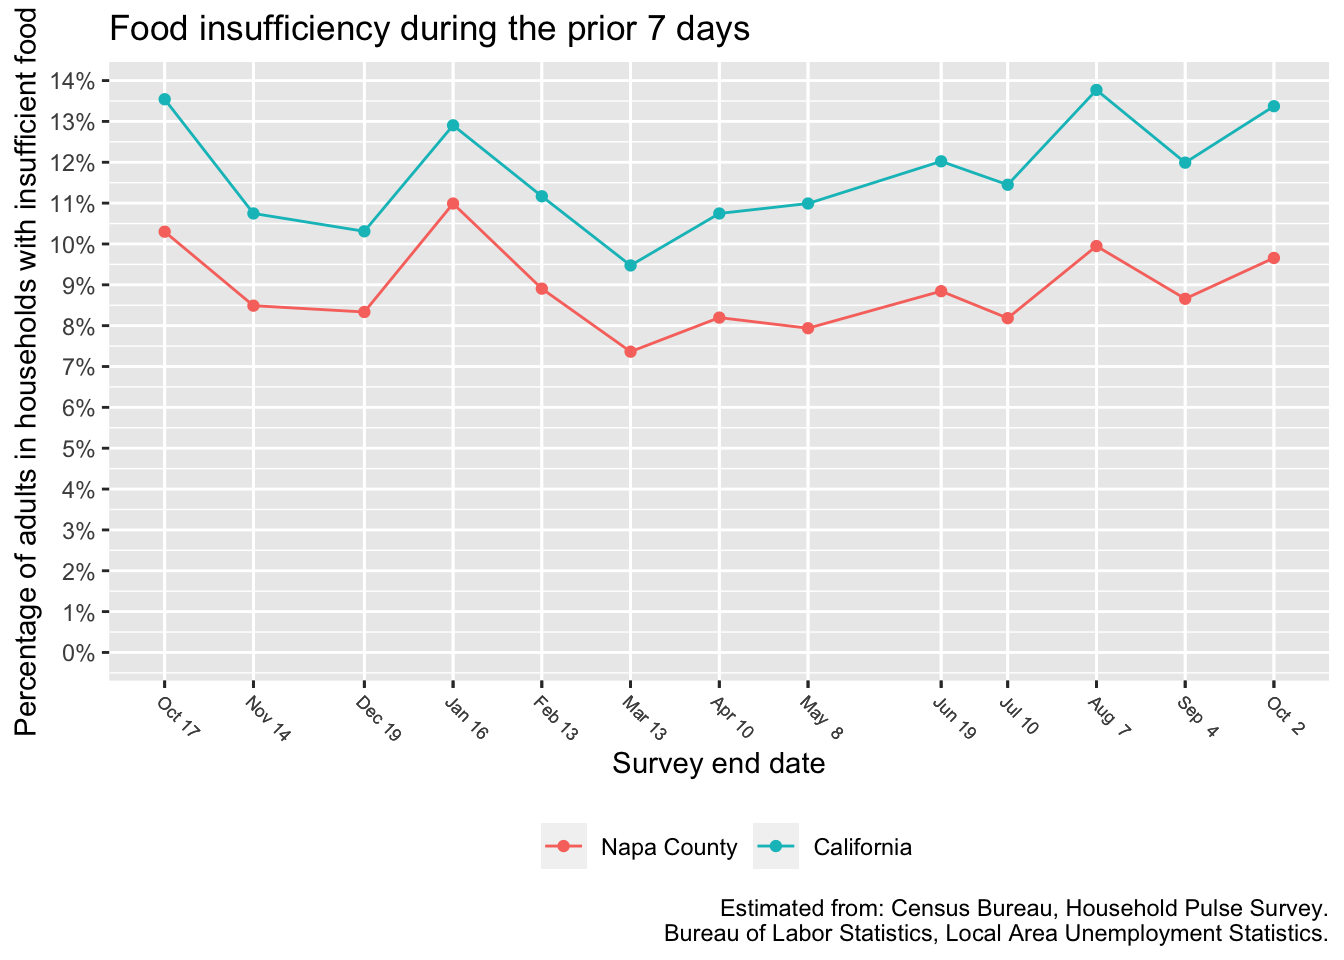 Food insufficiency during the prior 7 days
Percentage of adults in households with insufficient food
14%
13%
12%
11%
10%
9%
8%
7%
6%
5%
4%
3%
2%
1%
0%
Oct 17
Nov 14
Dec 19
Jan 16
Feb 13
Mar 13
Apr 10
May 8
Jun 19
Jul 10
Aug 7
Sep 4
Oct 2
Survey end date
Napa County
California
Estimated from: Census Bureau, Household Pulse Survey.
Bureau of Labor Statistics, Local Area Unemployment Statistics.